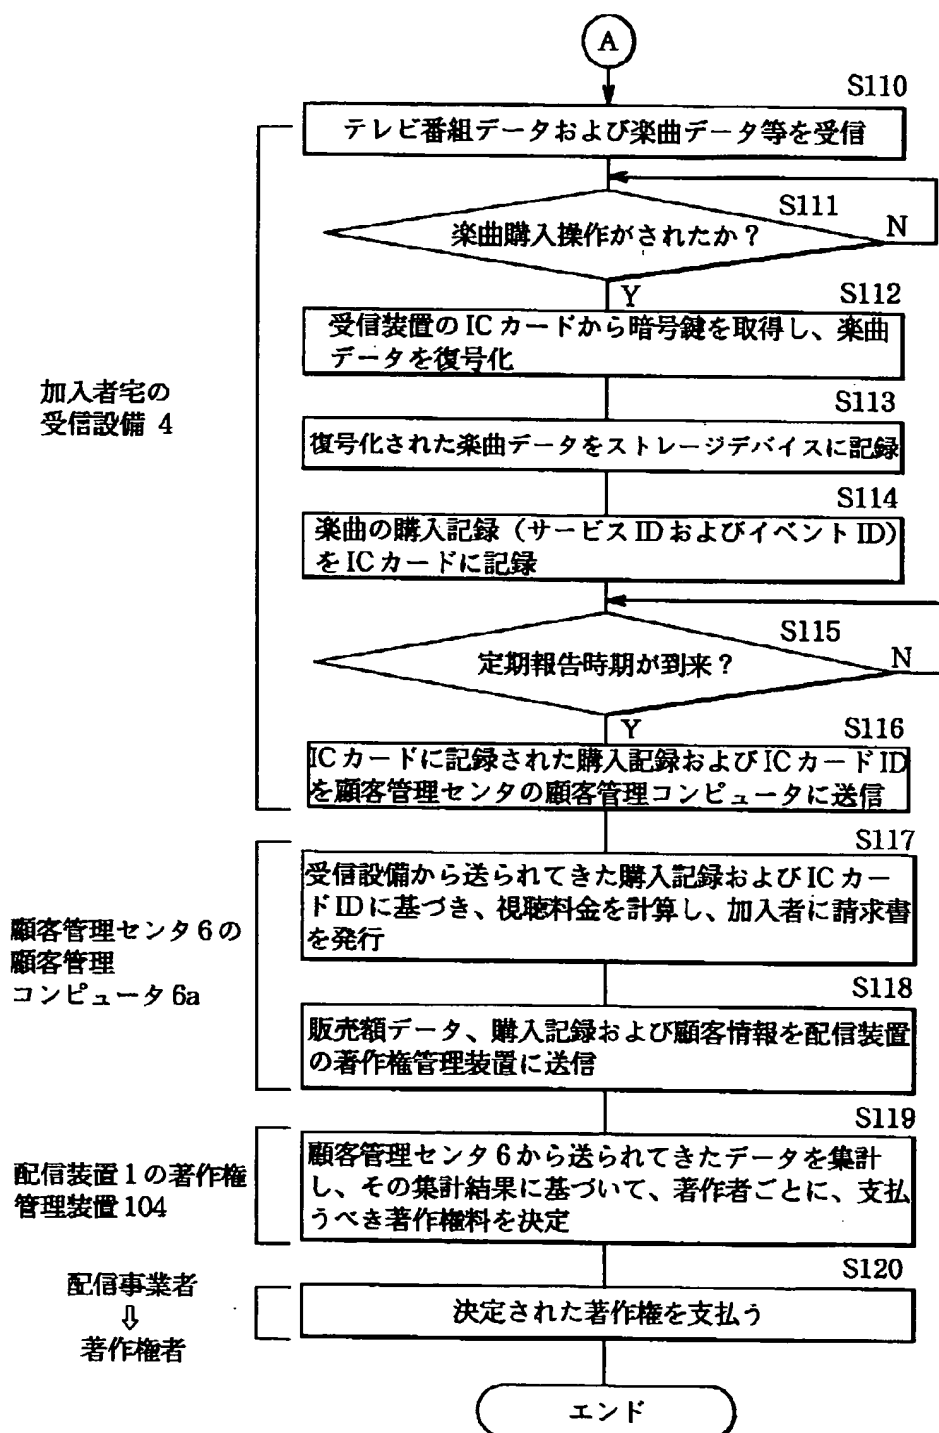 A
S110
テレビ番組データおよび楽曲データ等を受信
S111
楽曲購入操作がされたか？
N
Y
S112
受信装置のICカードから暗号鍵を取得し、楽曲
データを復号化
加入者宅の
受信設備 4
S113
復号化された楽曲データをストレージデバイスに記録
S114
楽曲の購入記録（サービスIDおよびイベントID）
をICカードに記録
S115
定期報告時期が到来？
N
Y
S116
ICカードに記録された購入記録およびICカードID
を顧客管理センタの顧客管理コンピュータに送信
S117
受信設備から送られてきた購入記録およびICカー
ドIDに基づき、視聴料金を計算し、加入者に請求書
を発行
顧客管理センタ6の
顧客管理
コンピュータ6a
S118
販売額データ、購入記録および顧客情報を配信装置
の著作権管理装置に送信
S119
顧客管理センタ6から送られてきたデータを集計
し、その集計結果に基づいて、著作者ごとに、支払
うべき著作権料を決定
配信装置1の著作権
管理装置104
S120
決定された著作権を支払う
配信事業者
⇩
著作権者
エンド